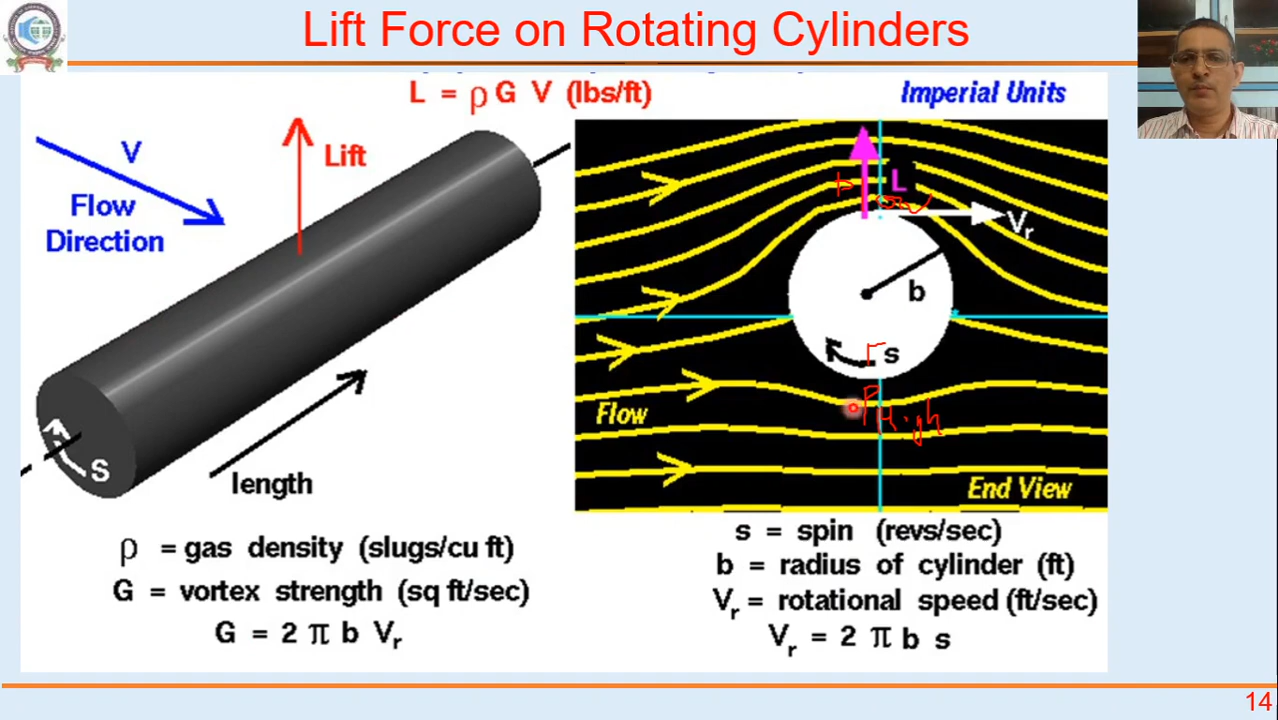 Lift Force on Rotating Cylinders
L = ρ G V (lbs/ft)
Imperial Units
V
Flow
Direction
Lift
L
Vr
b
s
P High
Flow
End View
S
length
ρ = gas density (slugs/cu ft)
G = vortex strength (sq ft/sec)
G = 2 π b Vr
s = spin (revs/sec)
b = radius of cylinder (ft)
Vr = rotational speed (ft/sec)
Vr = 2 π b s
14